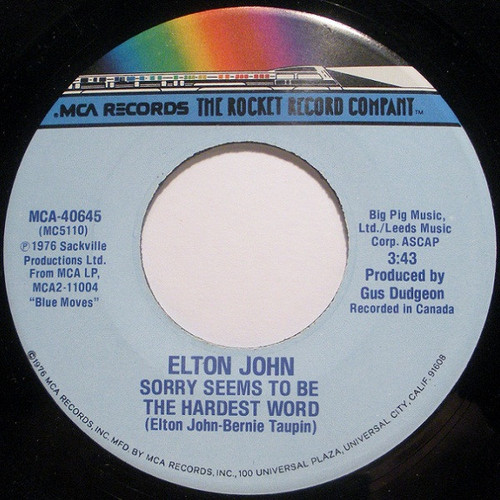 .MCA RECORDS THE ROCKET RECORD COMPANY™
MCA-40645
(MC5110)
℗1976 Sackville
Productions Ltd.
From MCA LP,
MCA2-11004
"Blue Moves"
Big Pig Music,
Ltd./Leeds Music
Corp. ASCAP
3:43
Produced by
Gus Dudgeon
Recorded in Canada
ELTON JOHN
SORRY SEEMS TO BE
THE HARDEST WORD
(Elton John-Bernie Taupin)
©1976 MCA RECORDS, INC. MFD. BY MCA RECORDS, INC., 100 UNIVERSAL PLAZA, UNIVERSAL CITY, CALIF. 91608